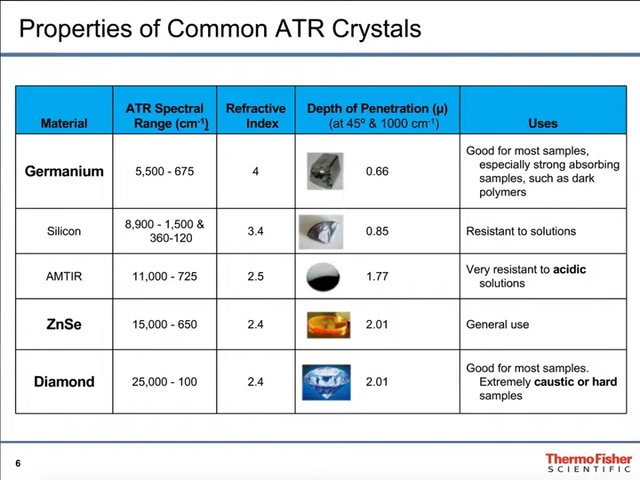 Properties of Common ATR Crystals
Material
ATR Spectral
Range (cm⁻¹)
Refractive
Index
Depth of Penetration (µ)
(at 45º & 1000 cm⁻¹)
Uses
Germanium
5,500 - 675
4
0.66
Good for most samples,
especially strong absorbing
samples, such as dark
polymers
Silicon
8,900 - 1,500 &
360-120
3.4
0.85
Resistant to solutions
AMTIR
11,000 - 725
2.5
1.77
Very resistant to acidic
solutions
ZnSe
15,000 - 650
2.4
2.01
General use
Diamond
25,000 - 100
2.4
2.01
Good for most samples.
Extremely caustic or hard
samples
6
ThermoFisher
SCIENTIFIC